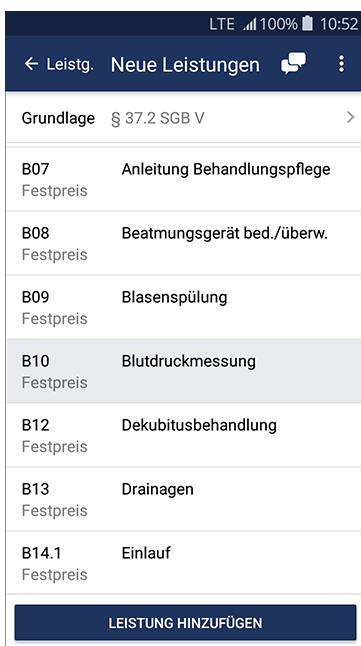 LTE 100% 10:52
← Leistg. Neue Leistungen
Grundlage § 37.2 SGB V
B07 Anleitung Behandlungspflege
Festpreis
B08 Beatmungsgerät bed./überw.
Festpreis
B09 Blasenspülung
Festpreis
B10 Blutdruckmessung
Festpreis
B12 Dekubitusbehandlung
Festpreis
B13 Drainagen
Festpreis
B14.1 Einlauf
Festpreis
LEISTUNG HINZUFÜGEN